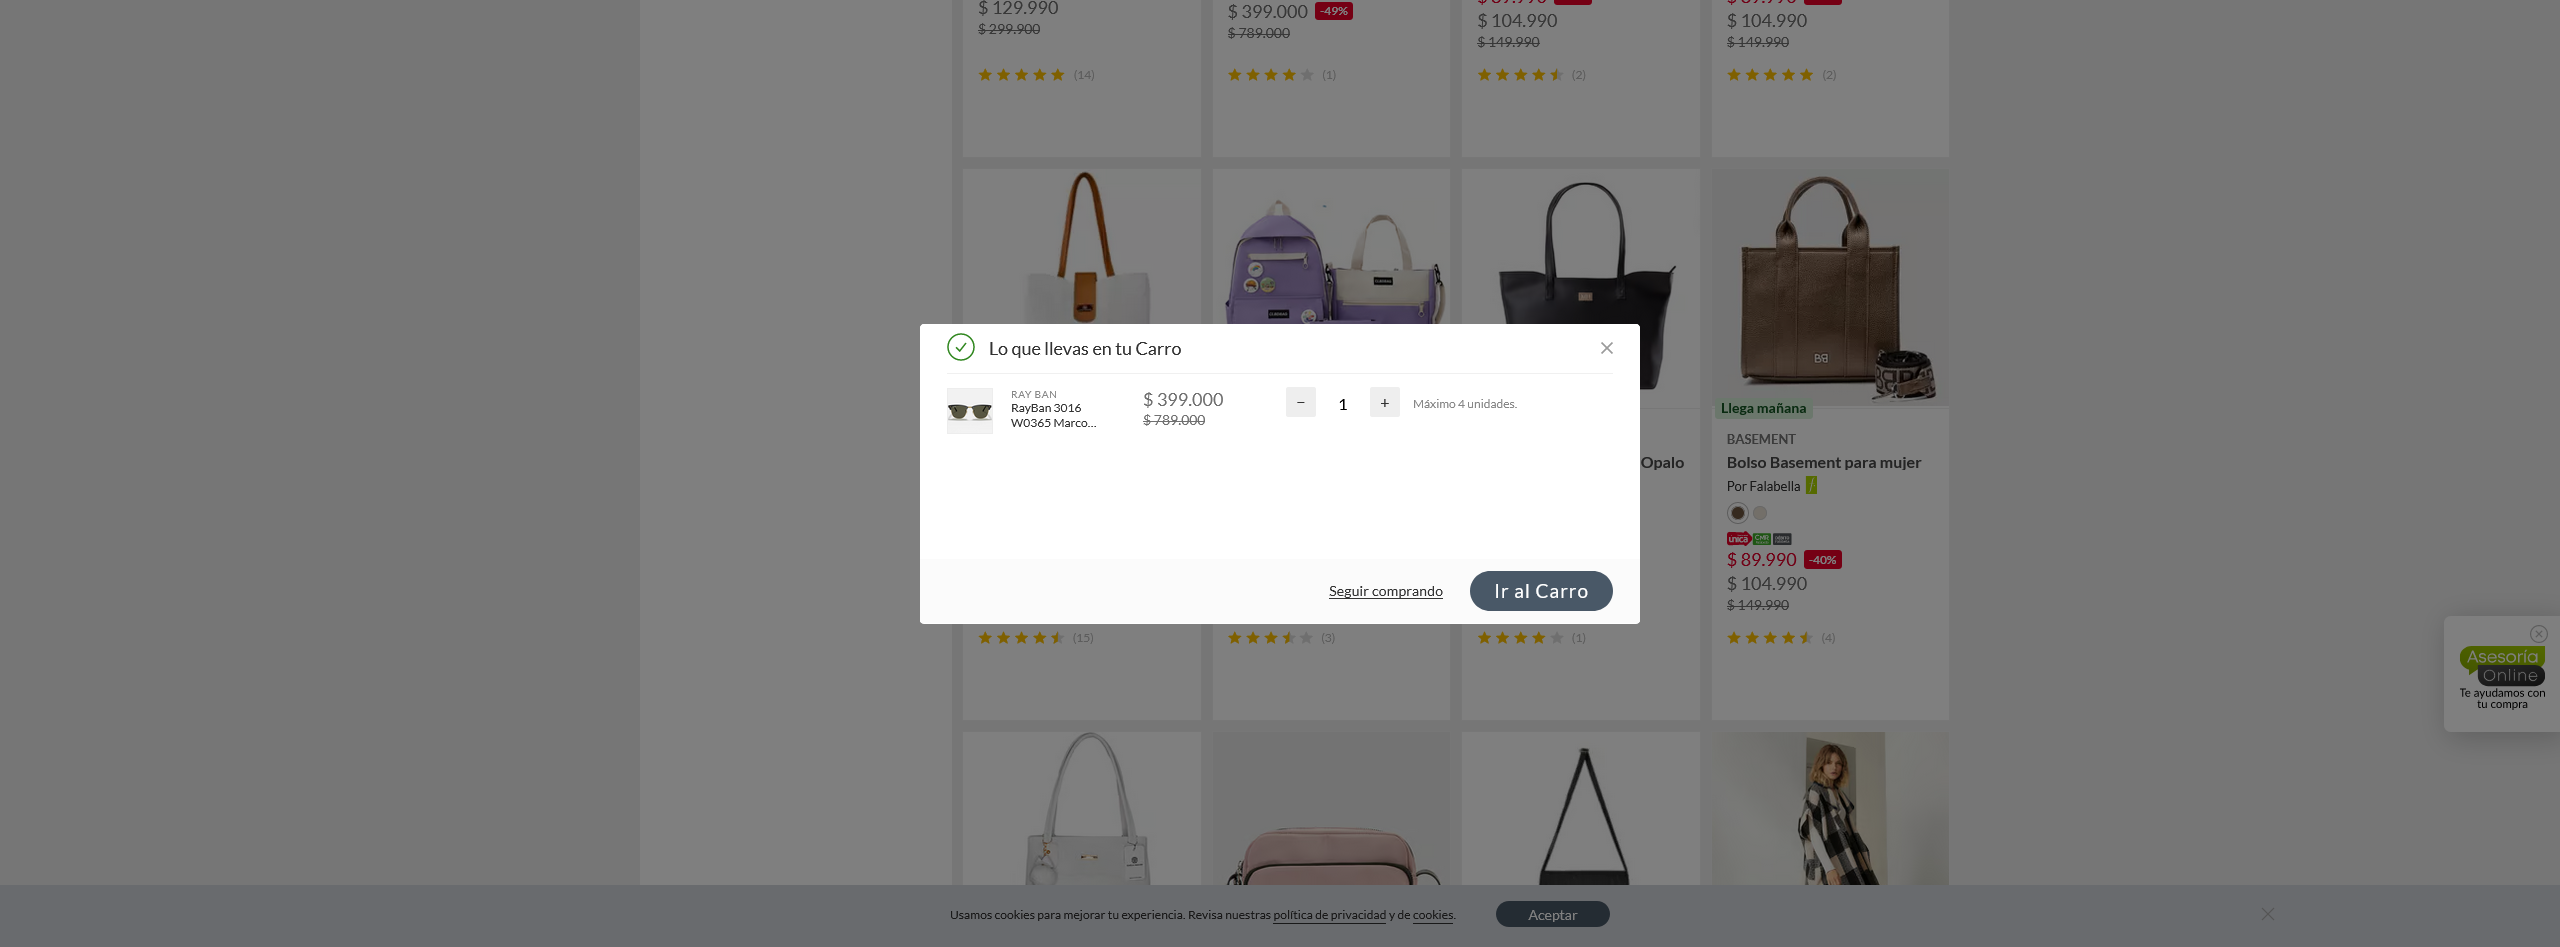 $ 129.990
$ 299.900
(14)
$ 399.000 -49%
$ 789.000
(1)
$ 104.990
$ 149.990
(2)
$ 104.990
$ 149.990
(2)
Lo que llevas en tu Carro
RAY BAN
RayBan 3016
W0365 Marco...
$ 399.000
$ 789.000
−
1
+
Máximo 4 unidades.
Seguir comprando
Ir al Carro
Opalo
Llega mañana
BASEMENT
Bolso Basement para mujer
Por Falabella
unica CMR
$ 89.990 -40%
$ 104.990
$ 149.990
(15)
(3)
(1)
(4)
Asesoría
Online
Te ayudamos con
tu compra
Usamos cookies para mejorar tu experiencia. Revisa nuestras política de privacidad y de cookies.
Aceptar